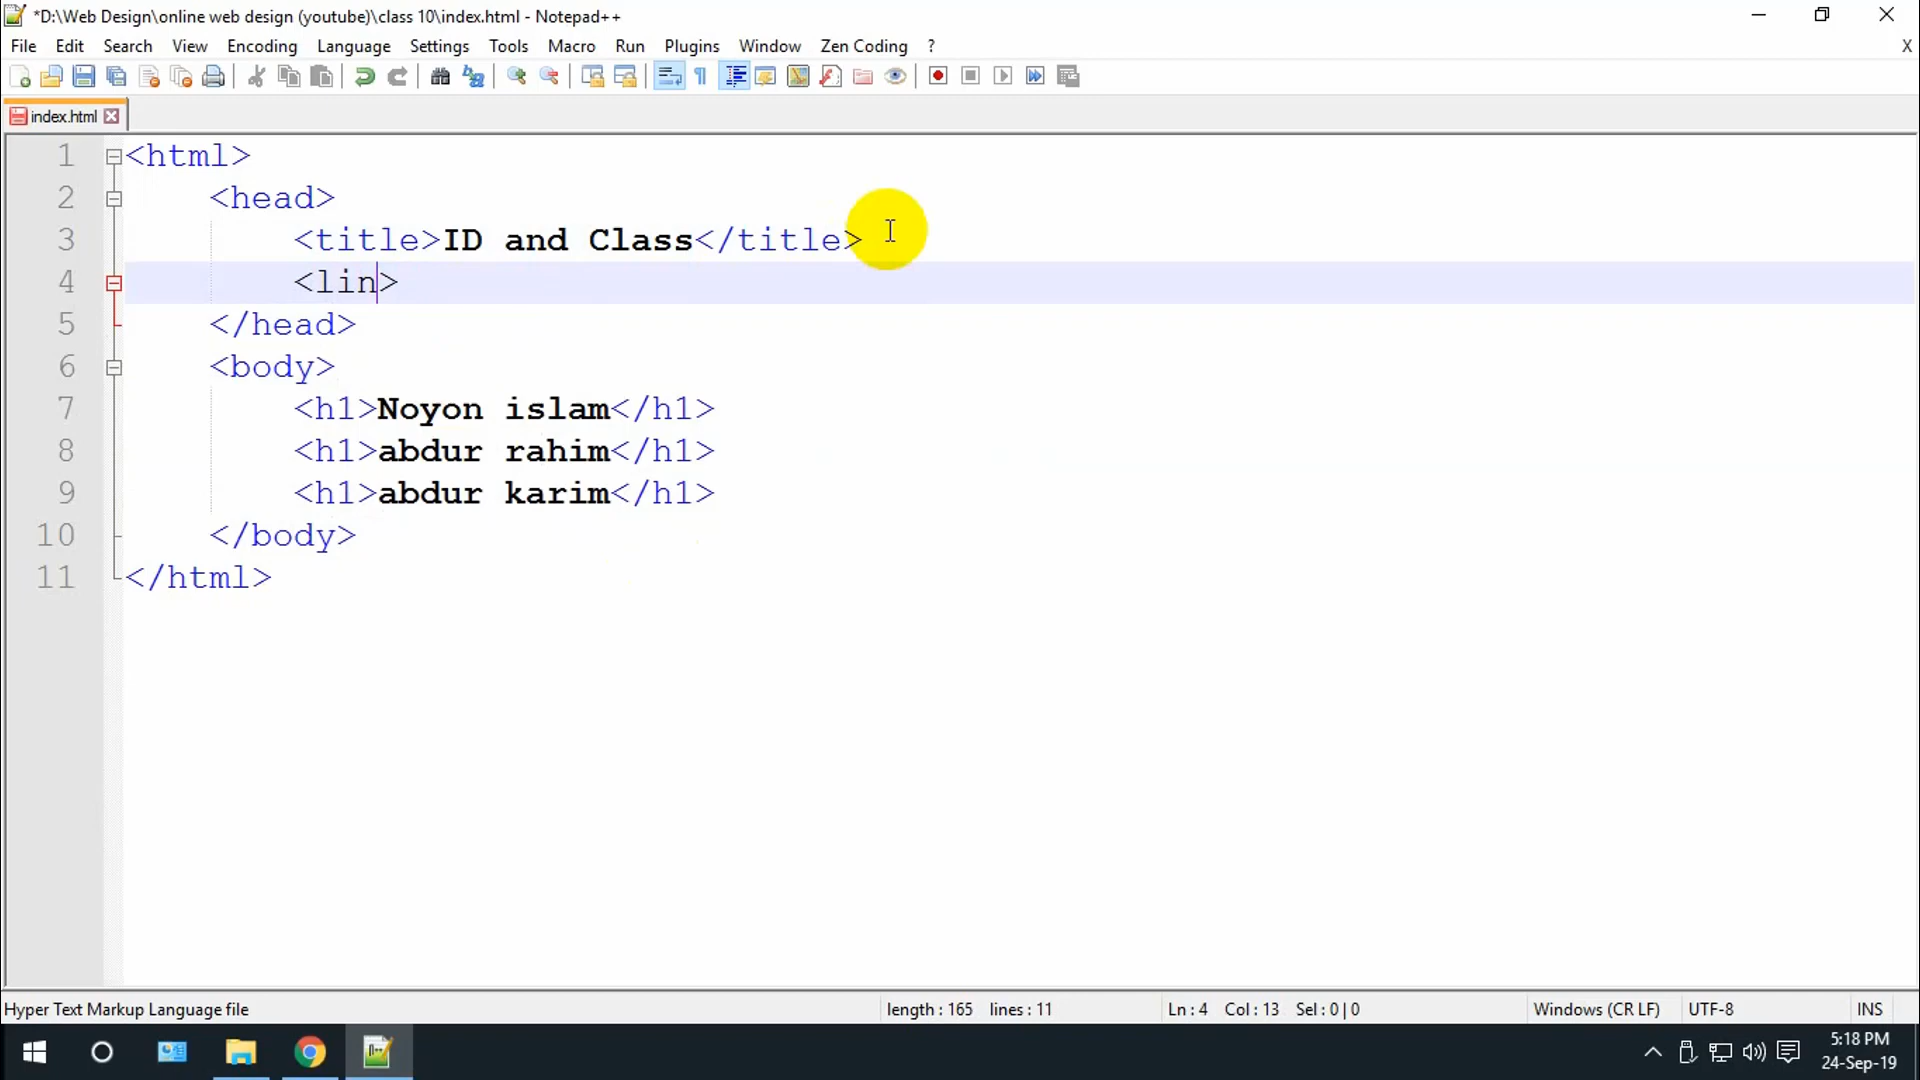 *D:\Web Design\online web design (youtube)\class 10\index.html - Notepad++
File Edit Search View Encoding Language Settings Tools Macro Run Plugins Window Zen Coding ? X
index.html
1 <html>
2 <head>
3 <title>ID and Class</title>
4 <lin>
5 </head>
6 <body>
7 <h1>Noyon islam</h1>
8 <h1>abdur rahim</h1>
9 <h1>abdur karim</h1>
10 </body>
11 </html>
Hyper Text Markup Language file length : 165 lines : 11 Ln : 4 Col : 13 Sel : 0 | 0 Windows (CR LF) UTF-8 INS
5:18 PM
24-Sep-19